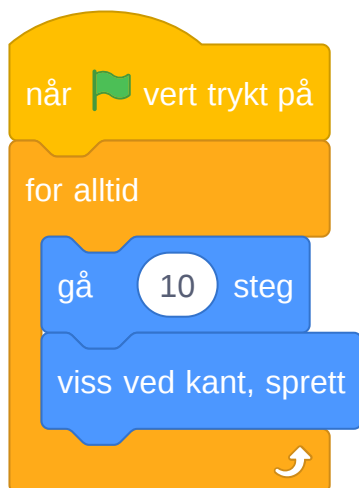 når vert trykt på
for alltid
gå 10 steg
viss ved kant, sprett